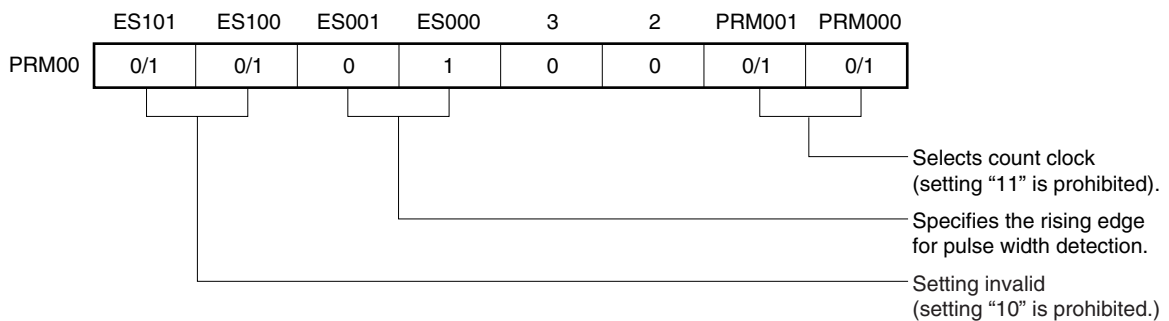 ES101 ES100 ES001 ES000 3 2 PRM001 PRM000
PRM00 0/1 0/1 0 1 0 0 0/1 0/1
Selects count clock
(setting “11” is prohibited).
Specifies the rising edge
for pulse width detection.
Setting invalid
(setting “10” is prohibited.)